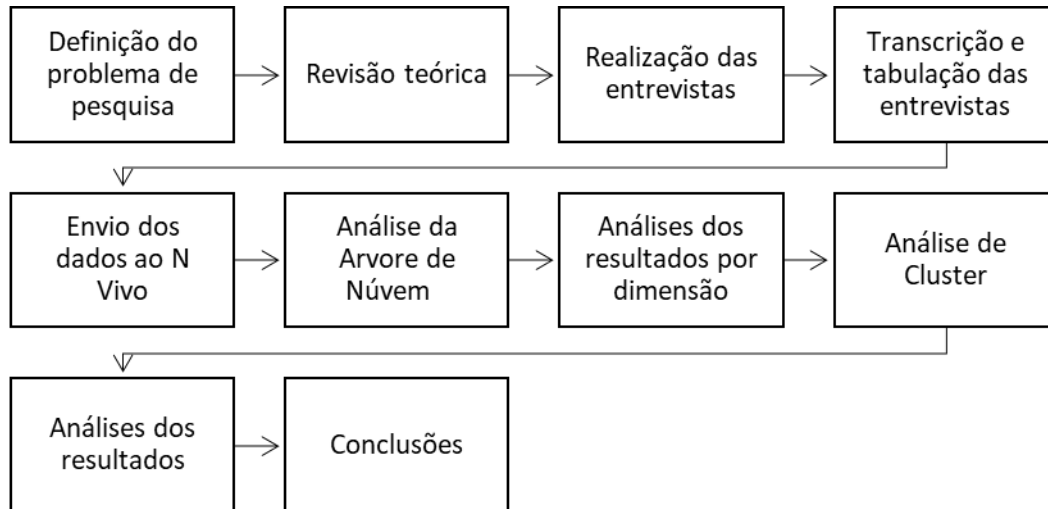 Definição do
problema de
pesquisa
Revisão teórica
Realização das
entrevistas
Transcrição e
tabulação das
entrevistas
Envio dos
dados ao N
Vivo
Análise da
Arvore de
Núvem
Análises dos
resultados por
dimensão
Análise de
Cluster
Análises dos
resultados
Conclusões